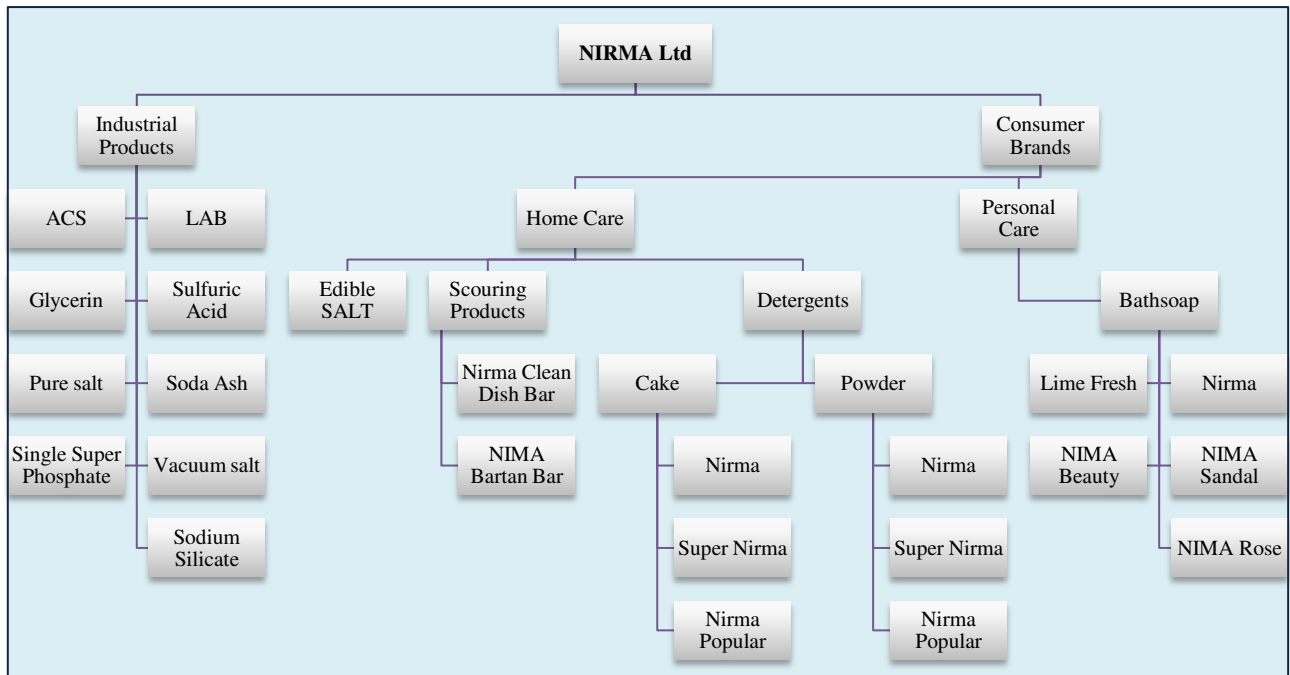 NIRMA Ltd
Industrial
Products
Consumer
Brands
ACS
LAB
Home Care
Personal
Care
Glycerin
Sulfuric
Acid
Edible
SALT
Scouring
Products
Detergents
Bathsoap
Pure salt
Soda Ash
Nirma Clean
Dish Bar
Cake
Powder
Lime Fresh
Nirma
Single Super
Phosphate
Vacuum salt
NIMA
Bartan Bar
Nirma
Nirma
NIMA
Beauty
NIMA
Sandal
Sodium
Silicate
Super Nirma
Super Nirma
NIMA Rose
Nirma
Popular
Nirma
Popular